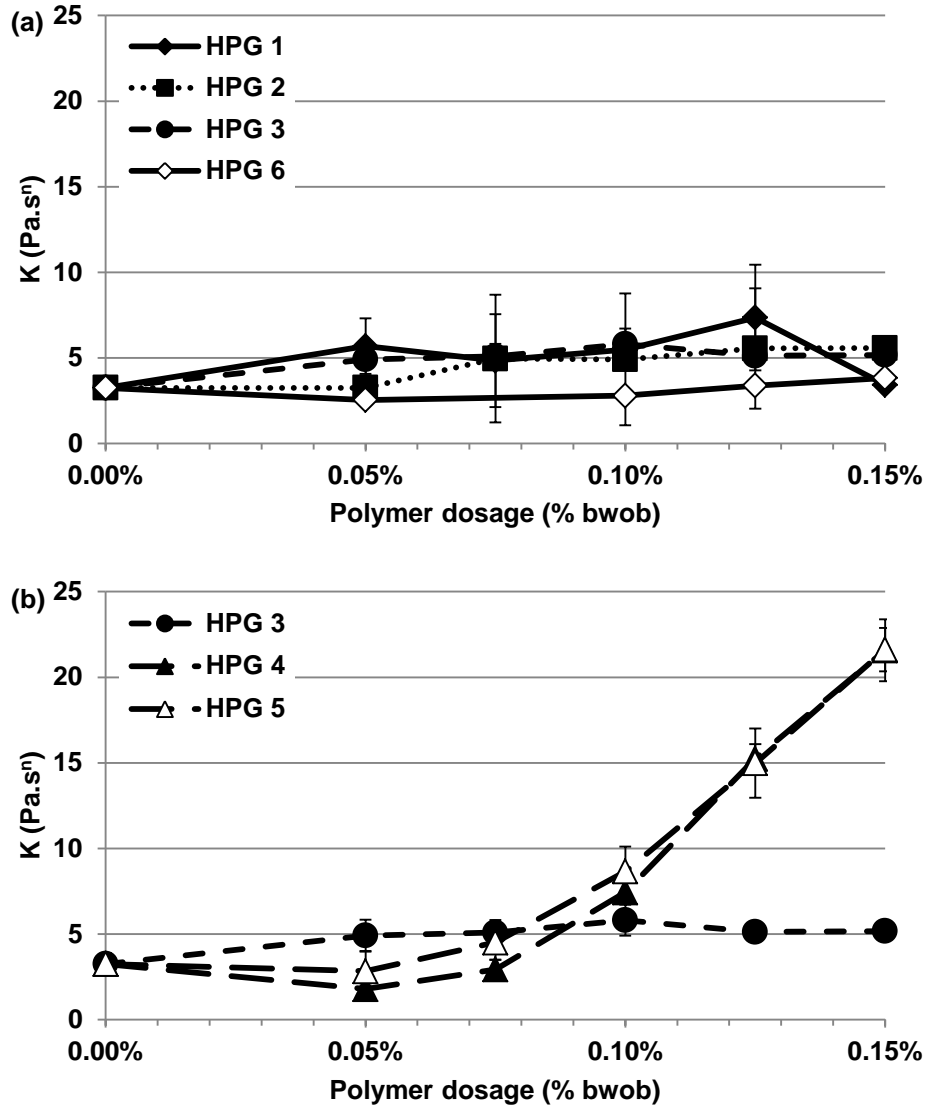 (a)
25
20
15
10
5
0
K (Pa.sⁿ)
HPG 1
HPG 2
HPG 3
HPG 6
0.00% 0.05% 0.10% 0.15%
Polymer dosage (% bwob)
(b)
25
20
15
10
5
0
K (Pa.sⁿ)
HPG 3
HPG 4
HPG 5
0.00% 0.05% 0.10% 0.15%
Polymer dosage (% bwob)